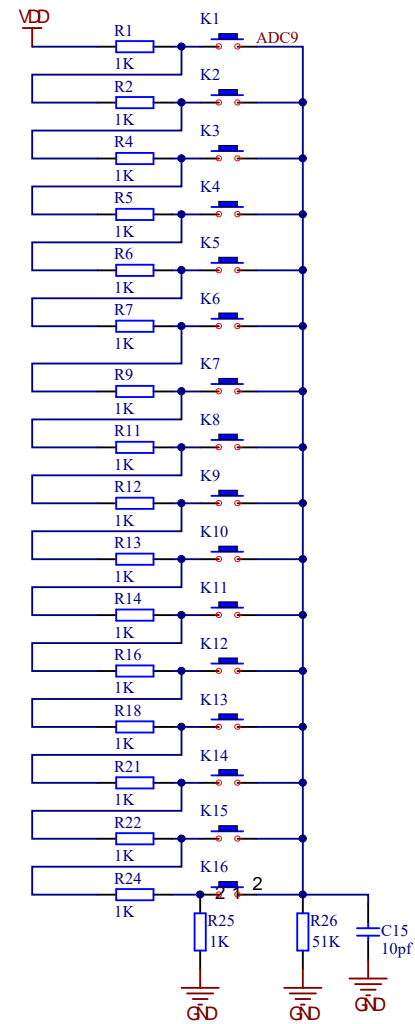 VDD
R1
K1
ADC9
1K
K2
R2
1K
K3
R4
1K
K4
R5
1K
K5
R6
1K
K6
R7
1K
K7
R9
1K
K8
R11
1K
K9
R12
1K
K10
R13
1K
K11
R14
1K
K12
R16
1K
K13
R18
1K
K14
R21
1K
K15
R22
1K
K16
R24
2 1 2
1K
R25
1K
R26
51K
C15
10pf
GND
GND
GND